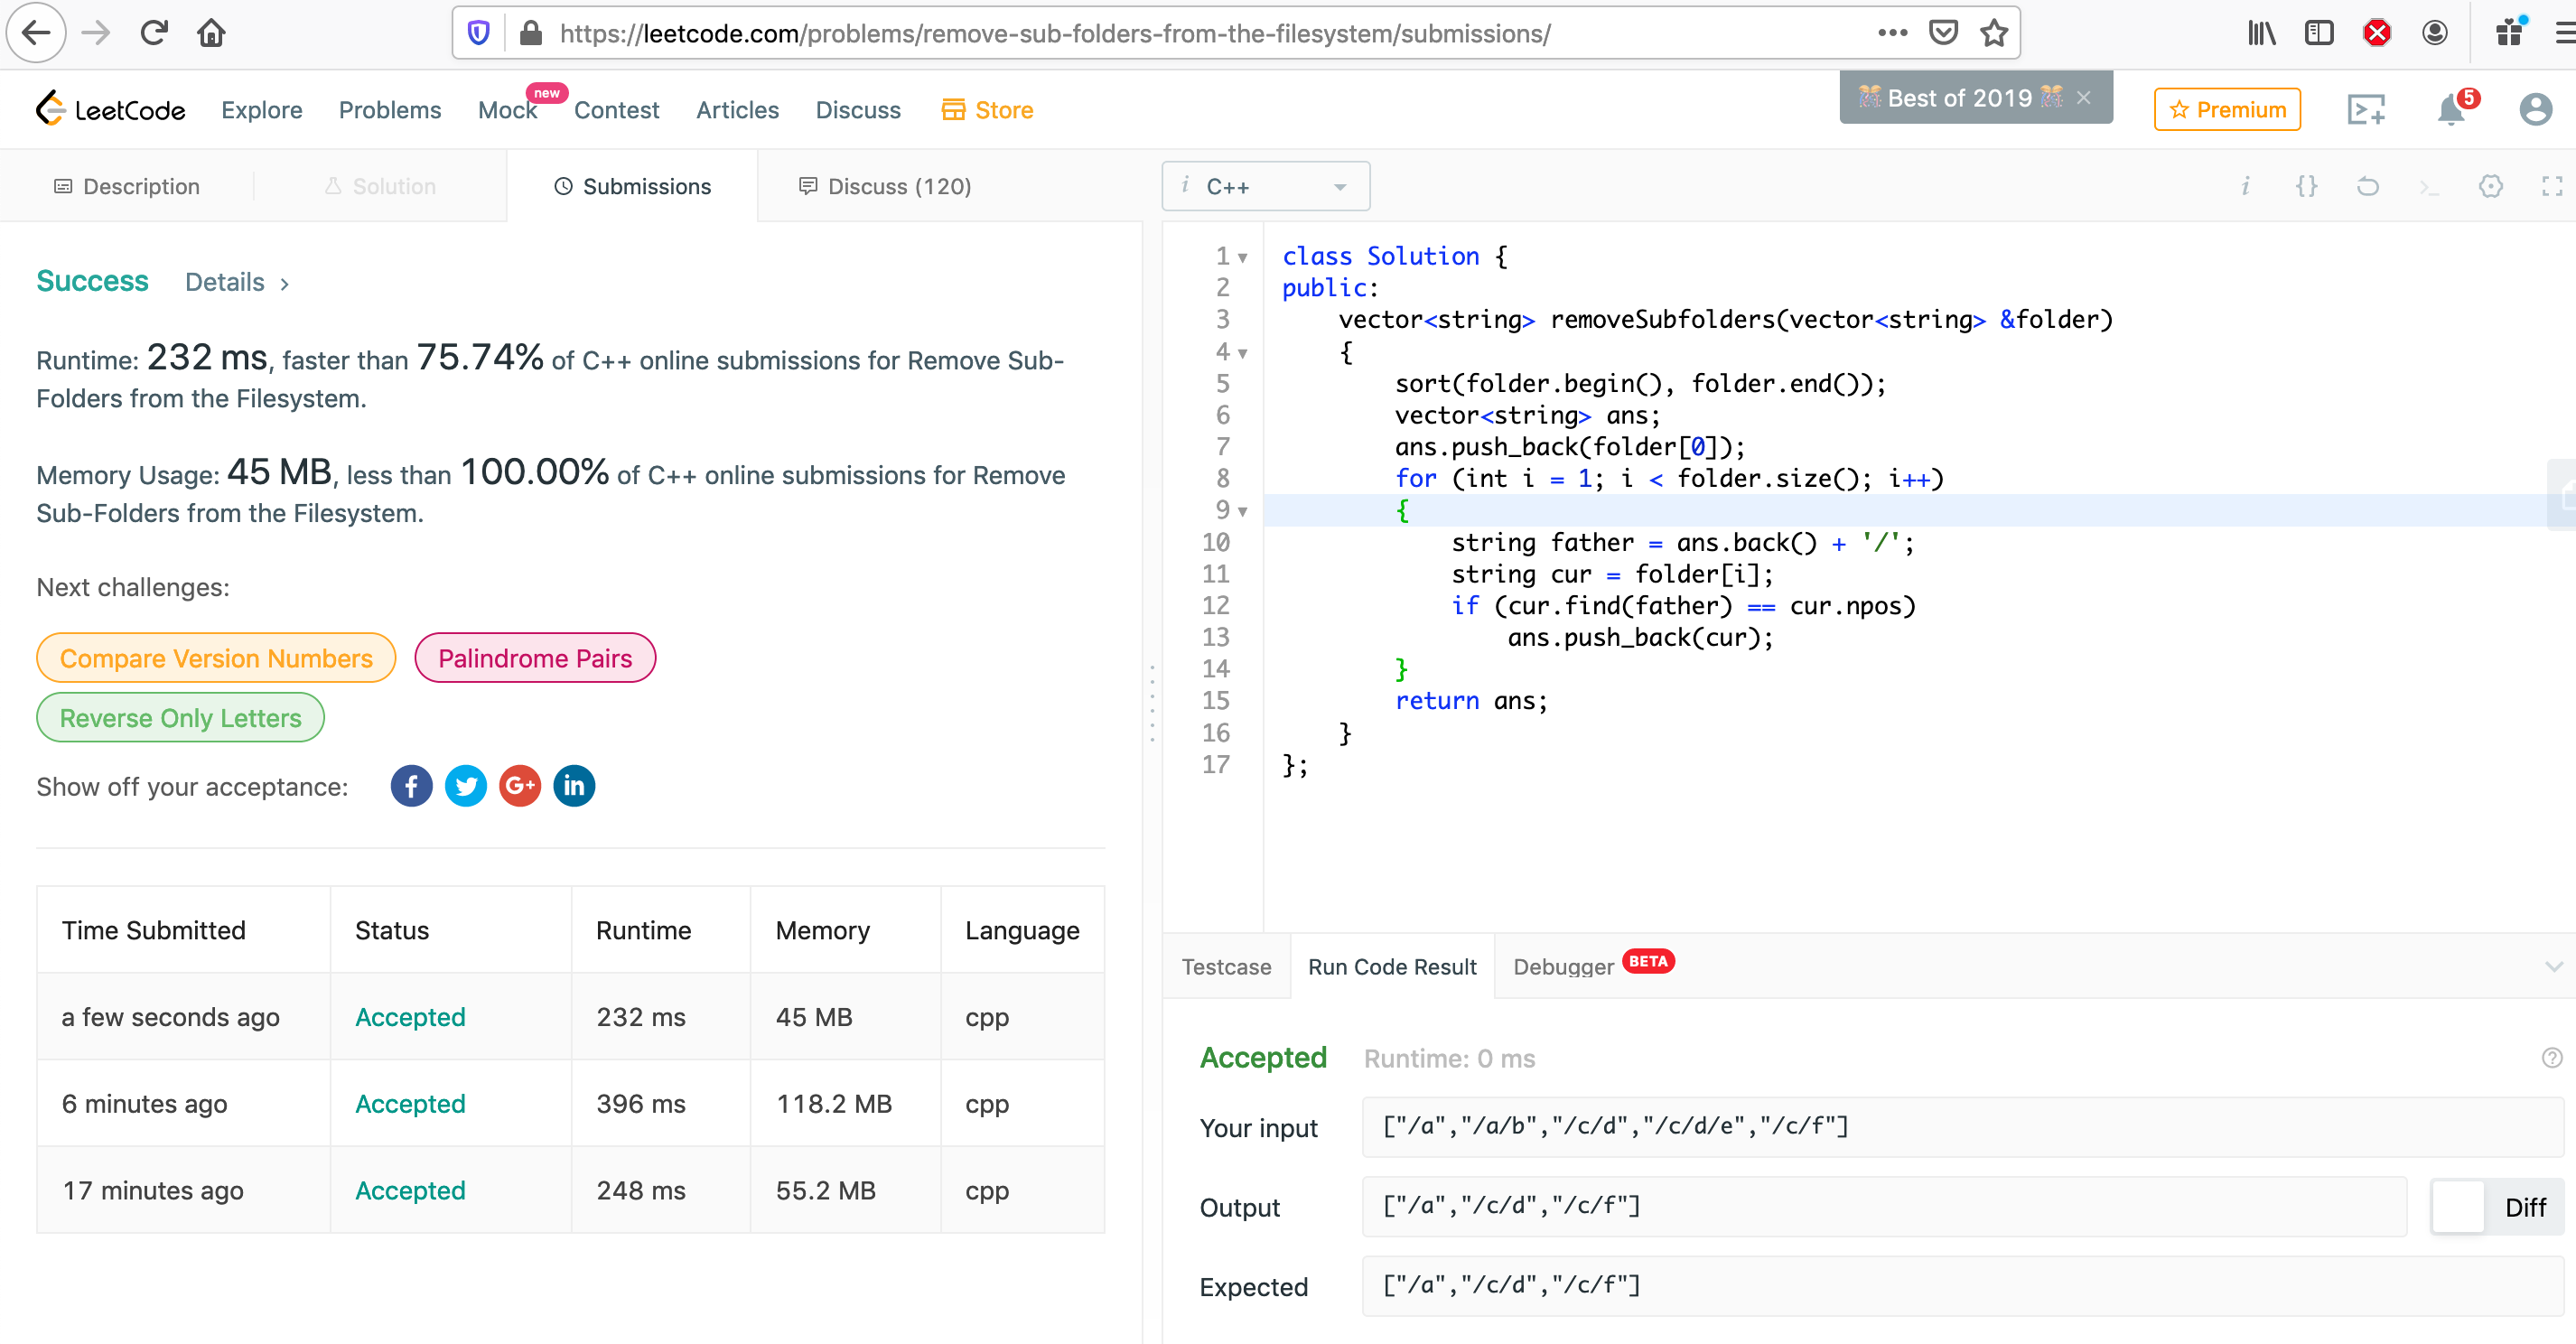 https://leetcode.com/problems/remove-sub-folders-from-the-filesystem/submissions/
LeetCode
Explore
Problems
Mock
new
Contest
Articles
Discuss
Store
Best of 2019
Premium
5
Description
Solution
Submissions
Discuss (120)
Success
Details
Runtime: 232 ms, faster than 75.74% of C++ online submissions for Remove Sub-
Folders from the Filesystem.
Memory Usage: 45 MB, less than 100.00% of C++ online submissions for Remove
Sub-Folders from the Filesystem.
Next challenges:
Compare Version Numbers
Palindrome Pairs
Reverse Only Letters
Show off your acceptance:
f
G+
in
Time Submitted Status Runtime Memory Language
a few seconds ago Accepted 232 ms 45 MB cpp
6 minutes ago Accepted 396 ms 118.2 MB cpp
17 minutes ago Accepted 248 ms 55.2 MB cpp
i C++
i {}
1 class Solution {
2 public:
3 vector<string> removeSubfolders(vector<string> &folder)
4 {
5 sort(folder.begin(), folder.end());
6 vector<string> ans;
7 ans.push_back(folder[0]);
8 for (int i = 1; i < folder.size(); i++)
9 {
10 string father = ans.back() + '/';
11 string cur = folder[i];
12 if (cur.find(father) == cur.npos)
13 ans.push_back(cur);
14 }
15 return ans;
16 }
17 };
Testcase
Run Code Result
Debugger
BETA
Accepted
Runtime: 0 ms
Your input
["/a","/a/b","/c/d","/c/d/e","/c/f"]
Output
["/a","/c/d","/c/f"]
Diff
Expected
["/a","/c/d","/c/f"]